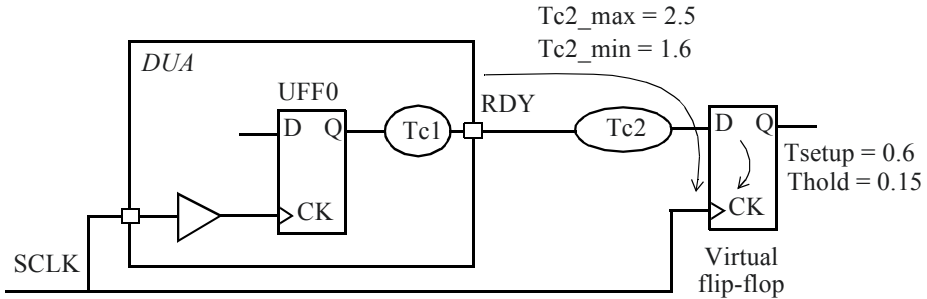 Tc2_max = 2.5
Tc2_min = 1.6
DUA
UFF0
D Q
Tc1
CK
RDY
Tc2
D Q
CK
Tsetup = 0.6
Thold = 0.15
SCLK
Virtual
flip-flop